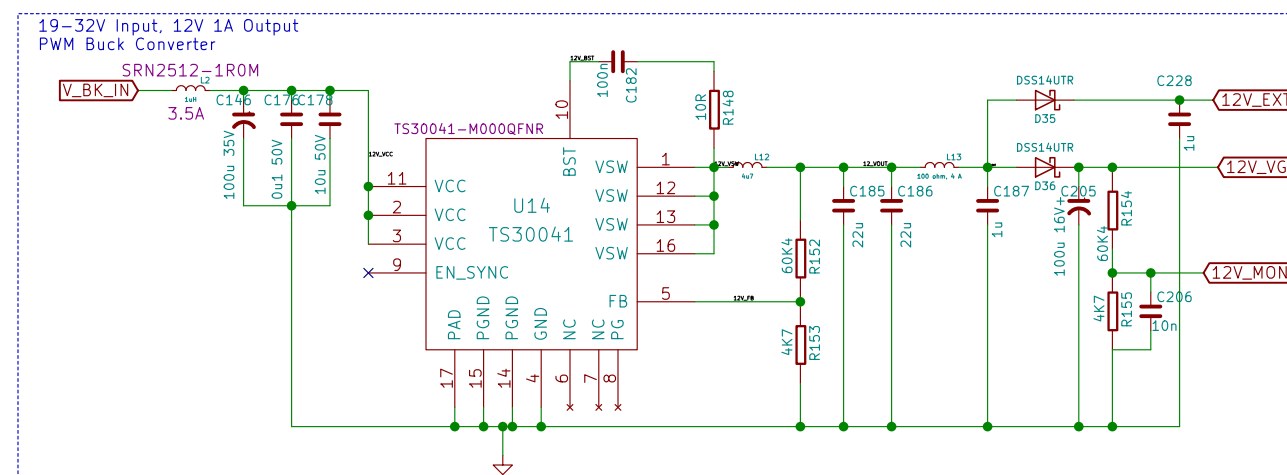 19-32V Input, 12V 1A Output
PWM Buck Converter
SRN2512-1R0M
V_BK_IN
L2
1uH
3.5A
C146
100u 35V
C176
0u1 50V
C178
10u 50V
12V_VCC
TS30041-M000QFNR
U14
TS30041
11
VCC
2
VCC
3
VCC
9
EN_SYNC
10
BST
12V_BST
100n
C182
10R
R148
VSW
1
VSW
12
VSW
13
VSW
16
FB
5
PAD
17
PGND
15
PGND
14
GND
4
NC
6
NC
7
PG
8
12V_VSW
L12
4u7
12V_FB
60K4
R152
4K7
R153
C185
22u
12_VOUT
C186
22u
L13
100 ohm, 4 A
C187
1u
DSS14UTR
D35
DSS14UTR
D36
C228
1u
12V_EXT
12V_VG
C205
100u 16V
+
60K4
R154
4K7
R155
12V_MON
C206
10n